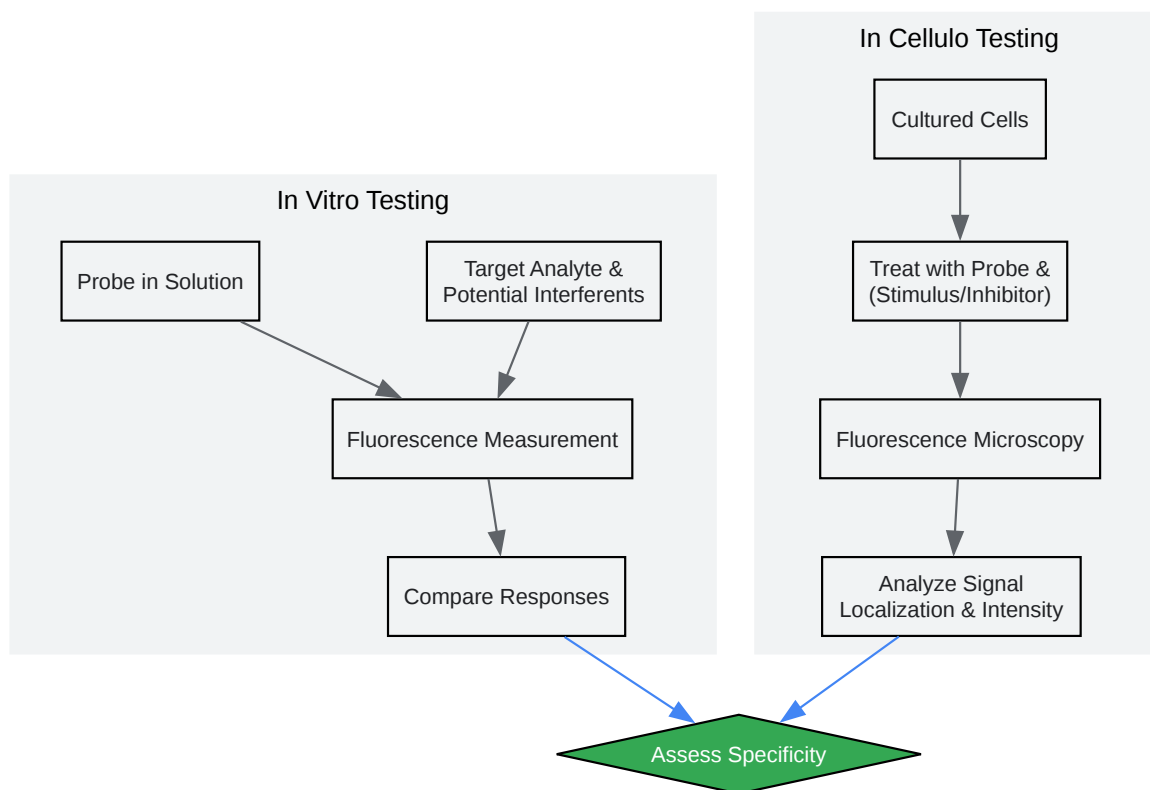 In Vitro Testing
Probe in Solution
Target Analyte &
Potential Interferents
Fluorescence Measurement
Compare Responses
In Cellulo Testing
Cultured Cells
Treat with Probe &
(Stimulus/Inhibitor)
Fluorescence Microscopy
Analyze Signal
Localization & Intensity
Assess Specificity